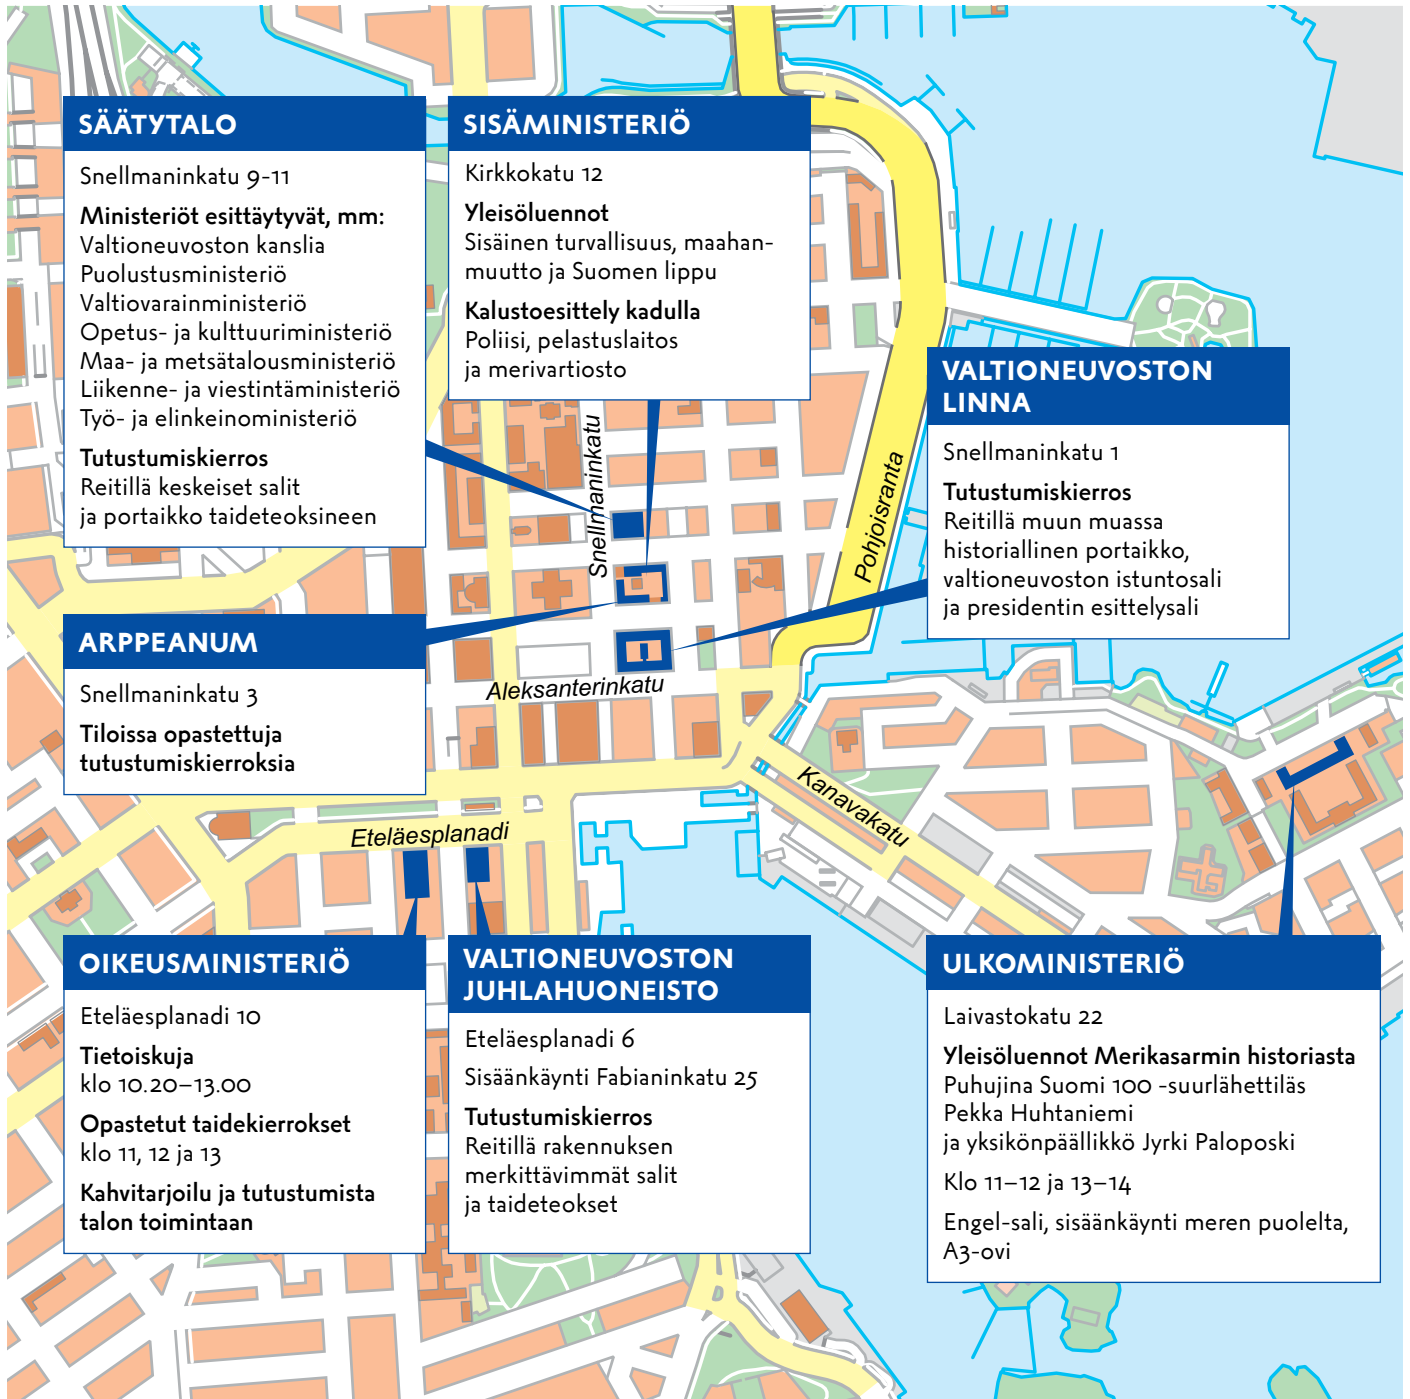 SÄÄTYTALO
Snellmaninkatu 9-11
Ministeriöt esittäytyvät, mm:
Valtioneuvoston kanslia
Puolustusministeriö
Valtiovarainministeriö
Opetus- ja kulttuuriministeriö
Maa- ja metsätalousministeriö
Liikenne- ja viestintäministeriö
Työ- ja elinkeinoministeriö
Tutustumiskierros
Reitillä keskeiset salit
ja portaikko taideteoksineen
SISÄMINISTERIÖ
Kirkkokatu 12
Yleisöluennot
Sisäinen turvallisuus, maahan-
muutto ja Suomen lippu
Kalustoesittely kadulla
Poliisi, pelastuslaitos
ja merivartiosto
VALTIONEUVOSTON
LINNA
Snellmaninkatu 1
Tutustumiskierros
Reitillä muun muassa
historiallinen portaikko,
valtioneuvoston istuntosali
ja presidentin esittelysali
Snellmaninkatu
Pohjoisranta
ARPPEANUM
Snellmaninkatu 3
Tiloissa opastettuja
tutustumiskierroksia
Aleksanterinkatu
Kanavakatu
Eteläesplanadi
OIKEUSMINISTERIÖ
Eteläesplanadi 10
Tietoiskuja
klo 10.20–13.00
Opastetut taidekierrokset
klo 11, 12 ja 13
Kahvitarjoilu ja tutustumista
talon toimintaan
VALTIONEUVOSTON
JUHLAHUONEISTO
Eteläesplanadi 6
Sisäänkäynti Fabianinkatu 25
Tutustumiskierros
Reitillä rakennuksen
merkittävimmät salit
ja taideteokset
ULKOMINISTERIÖ
Laivastokatu 22
Yleisöluennot Merikasarmin historiasta
Puhujina Suomi 100 -suurlähettiläs
Pekka Huhtaniemi
ja yksikönpäällikkö Jyrki Paloposki
Klo 11–12 ja 13–14
Engel-sali, sisäänkäynti meren puolelta,
A3-ovi